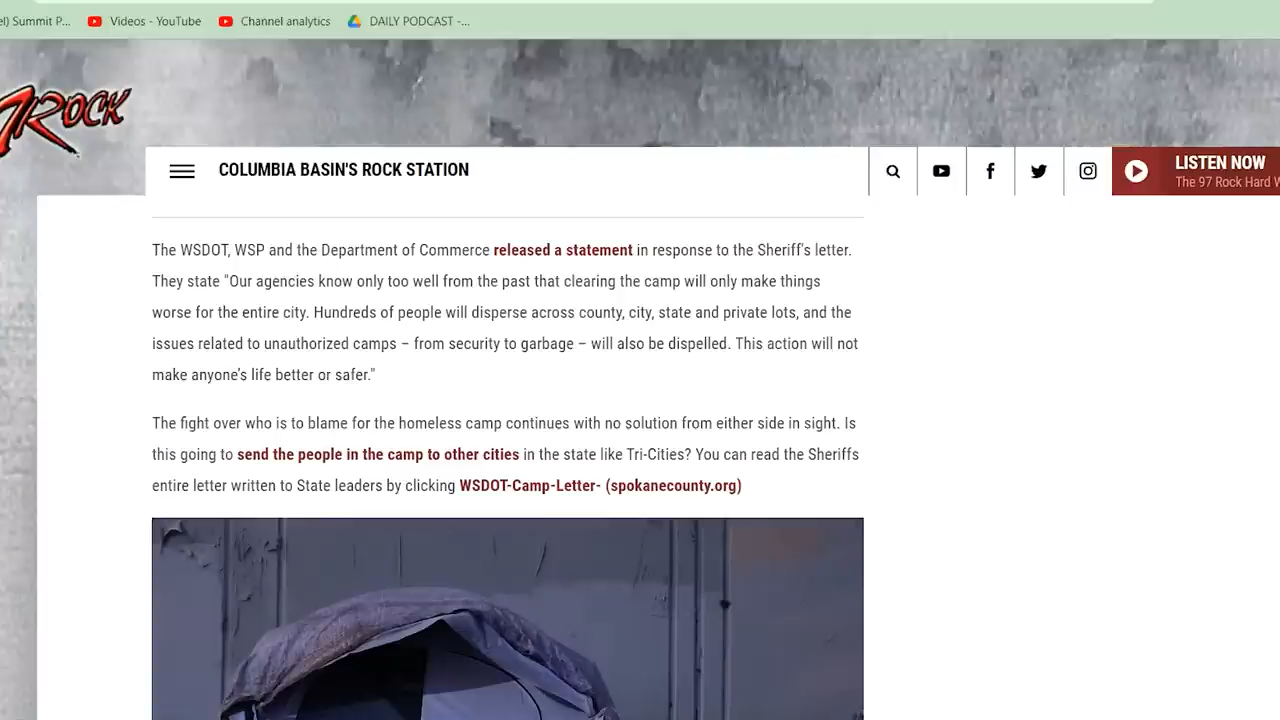 el) Summit P...
Videos - YouTube
Channel analytics
DAILY PODCAST -...
7ROCK
COLUMBIA BASIN'S ROCK STATION
LISTEN NOW
The 97 Rock Hard W
The WSDOT, WSP and the Department of Commerce released a statement in response to the Sheriff's letter.
They state "Our agencies know only too well from the past that clearing the camp will only make things
worse for the entire city. Hundreds of people will disperse across county, city, state and private lots, and the
issues related to unauthorized camps – from security to garbage – will also be dispelled. This action will not
make anyone's life better or safer."
The fight over who is to blame for the homeless camp continues with no solution from either side in sight. Is
this going to send the people in the camp to other cities in the state like Tri-Cities? You can read the Sheriffs
entire letter written to State leaders by clicking WSDOT-Camp-Letter- (spokanecounty.org)